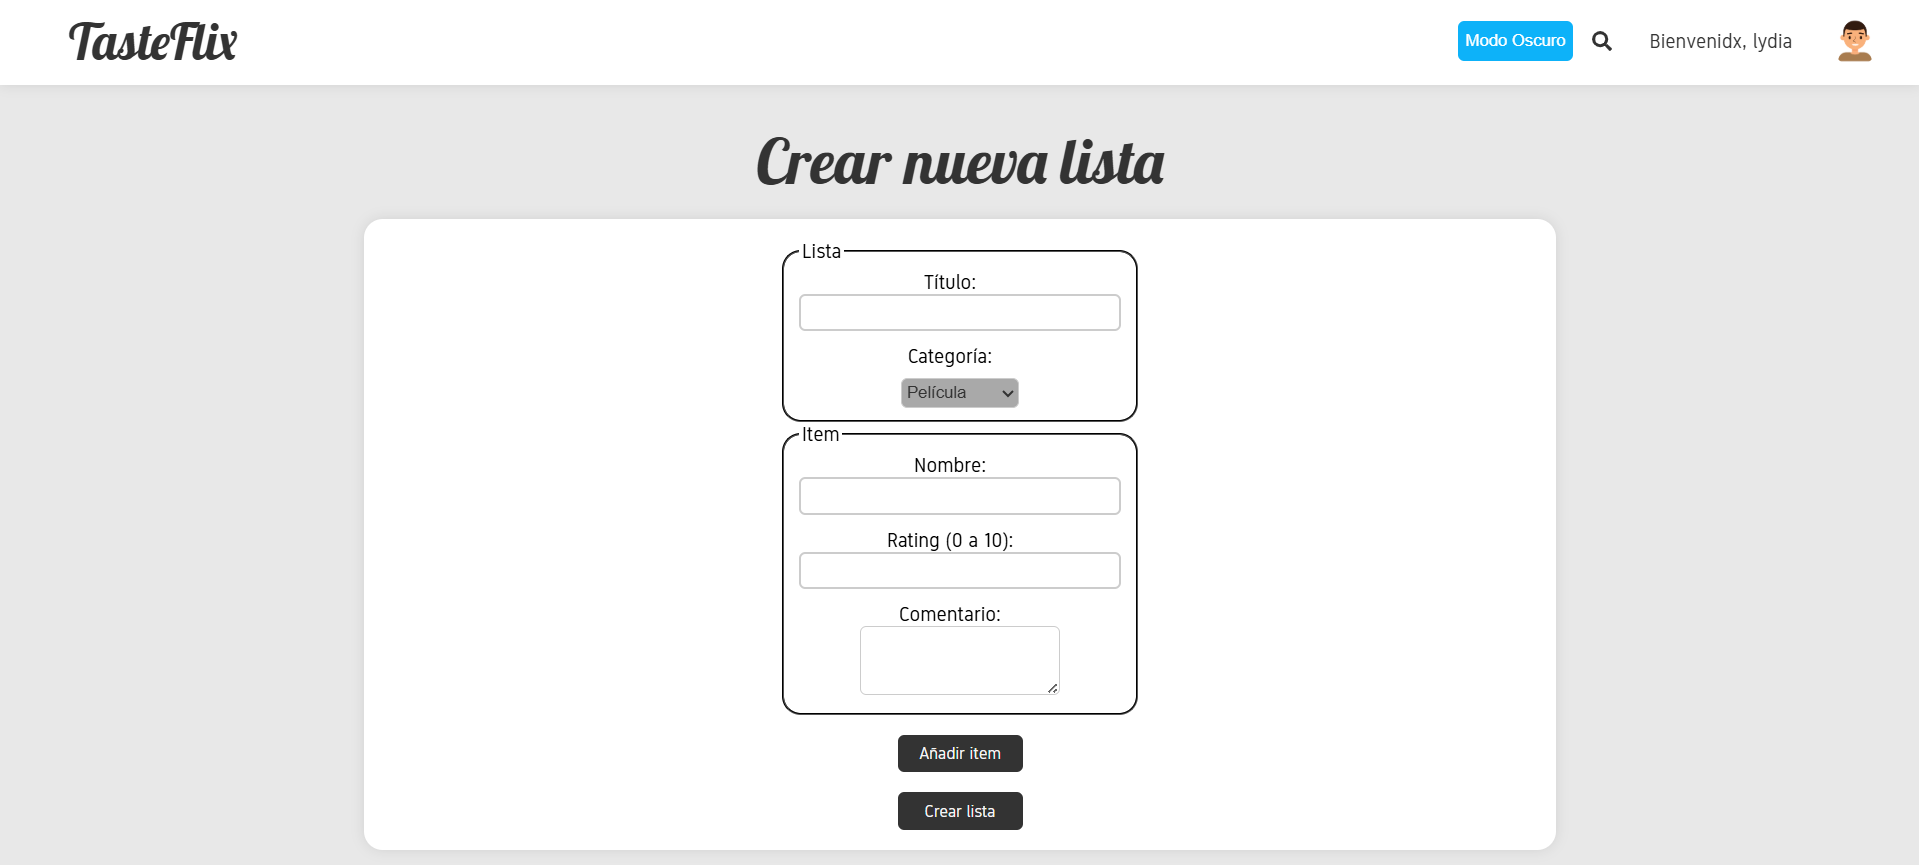 TasteFlix
Modo Oscuro
Bienvenidx, lydia
Crear nueva lista
Lista
Título:
Categoría:
Película
Item
Nombre:
Rating (0 a 10):
Comentario:
Añadir item
Crear lista